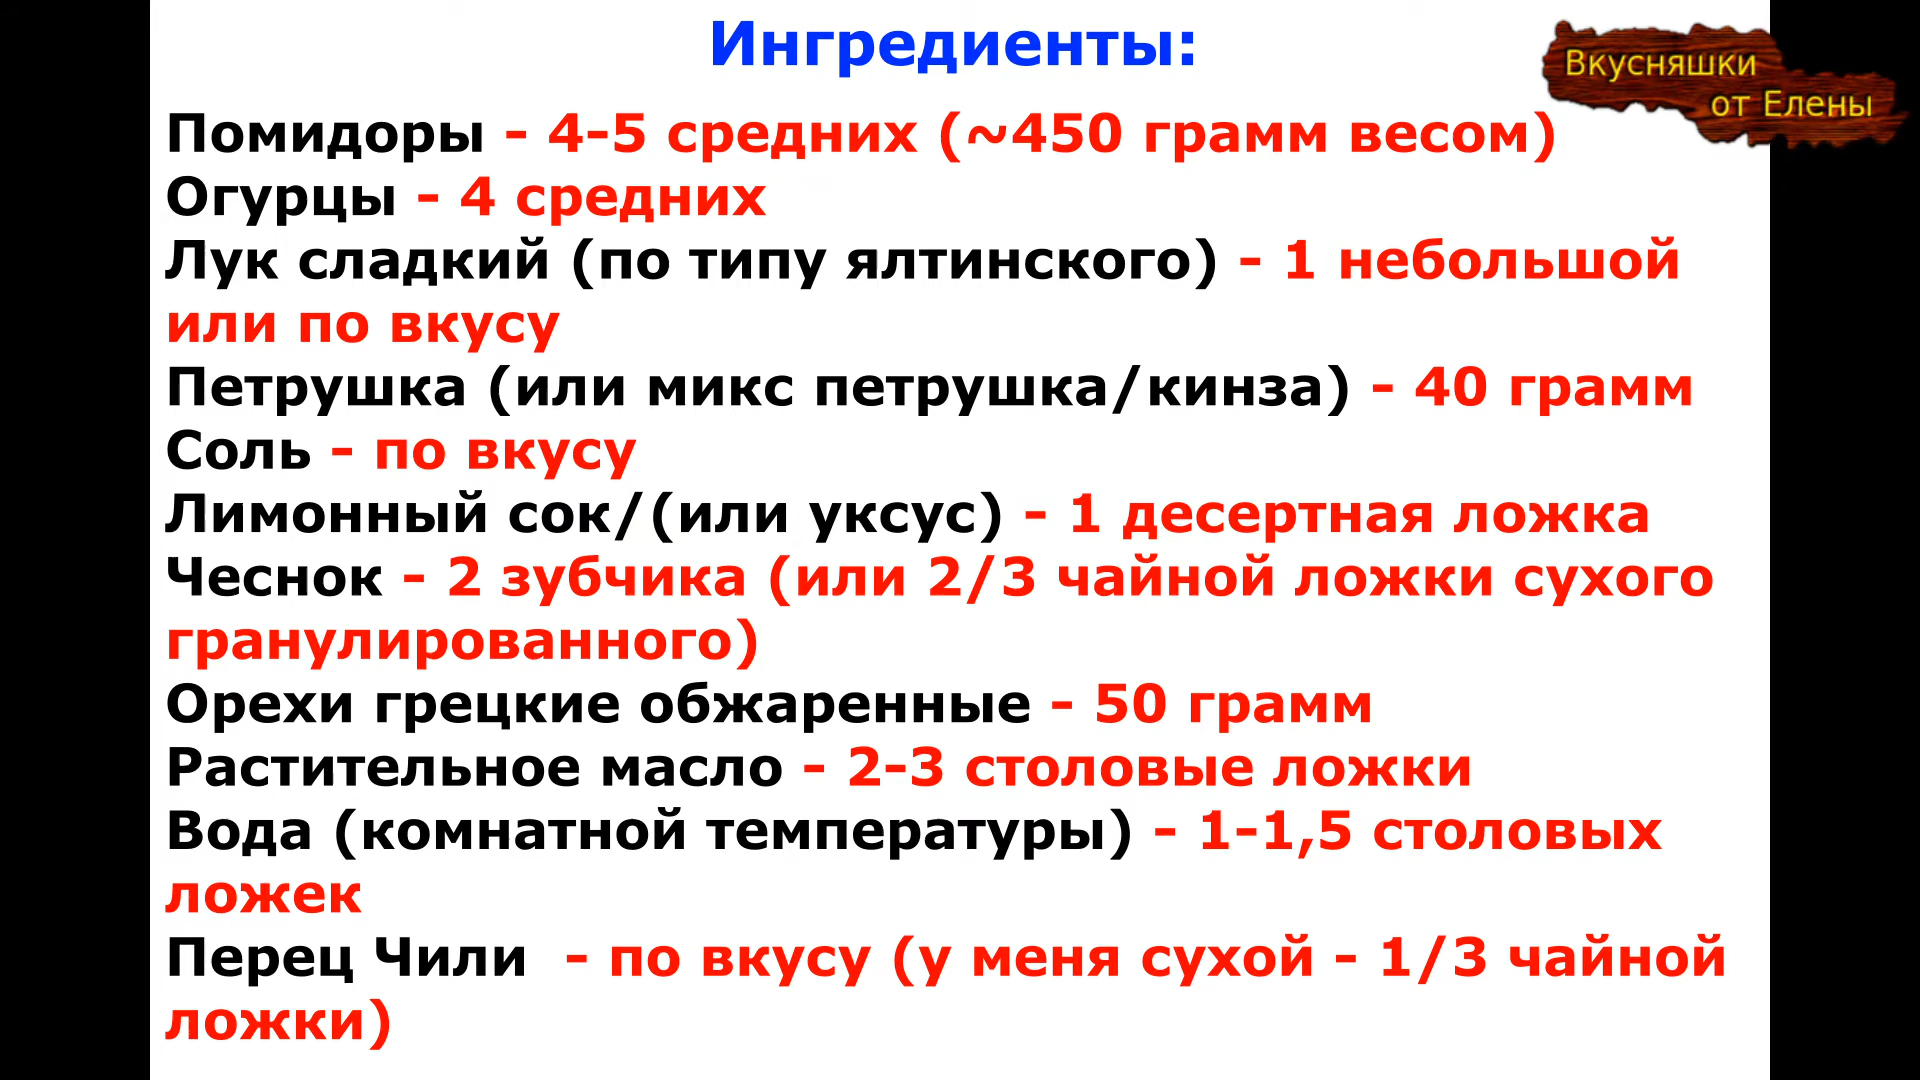 Ингредиенты:
Вкусняшки
от Елены
Помидоры - 4-5 средних (~450 грамм весом)
Огурцы - 4 средних
Лук сладкий (по типу ялтинского) - 1 небольшой
или по вкусу
Петрушка (или микс петрушка/кинза) - 40 грамм
Соль - по вкусу
Лимонный сок/(или уксус) - 1 десертная ложка
Чеснок - 2 зубчика (или 2/3 чайной ложки сухого
гранулированного)
Орехи грецкие обжаренные - 50 грамм
Растительное масло - 2-3 столовые ложки
Вода (комнатной температуры) - 1-1,5 столовых
ложек
Перец Чили  - по вкусу (у меня сухой - 1/3 чайной
ложки)